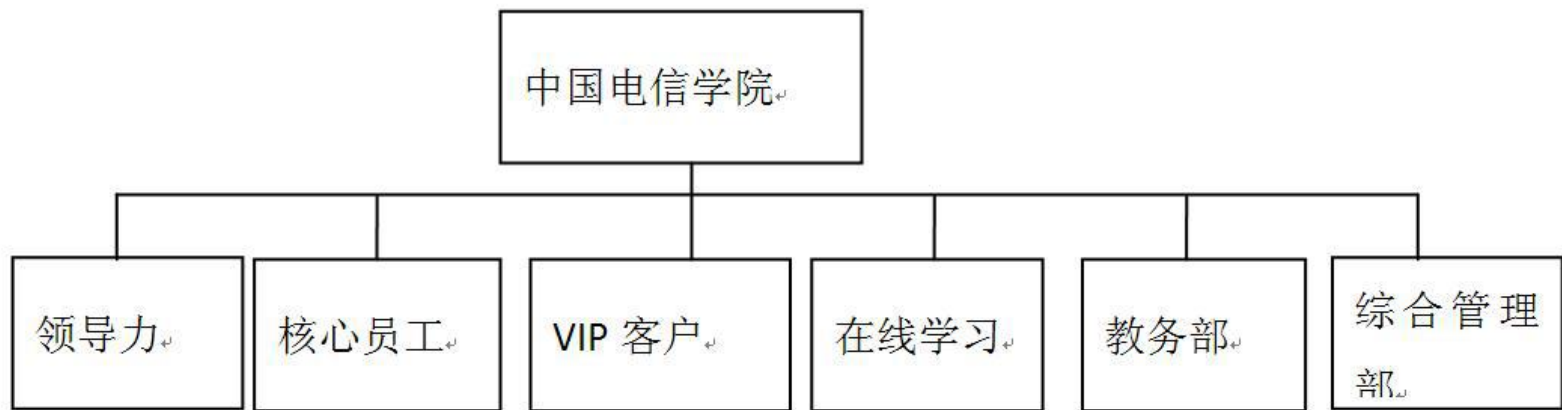 中国电信学院
领导力
核心员工
VIP 客户
在线学习
教务部
综合管理
部